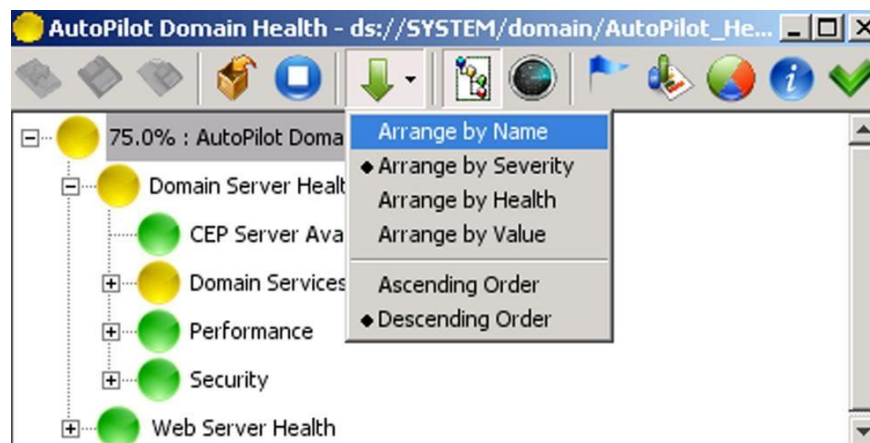 AutoPilot Domain Health - ds://SYSTEM/domain/AutoPilot_He...
75.0% : AutoPilot Doma
Arrange by Name
Arrange by Severity
Domain Server Healt
Arrange by Health
CEP Server Ava
Arrange by Value
Domain Services
Ascending Order
Performance
Descending Order
Security
Web Server Health